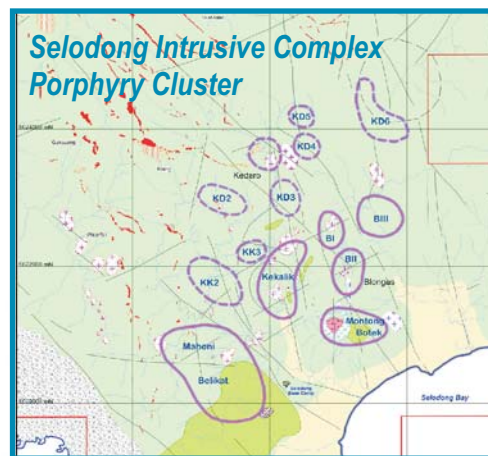 Selodong Intrusive Complex
Porphyry Cluster
KD5
KD6
KD4
Kedaro
KD2
KD3
BIII
BI
KK3
BII
Kekalik
KK2
Blongas
Montong
Botek
Maheni
Belikat
Selodong Bay